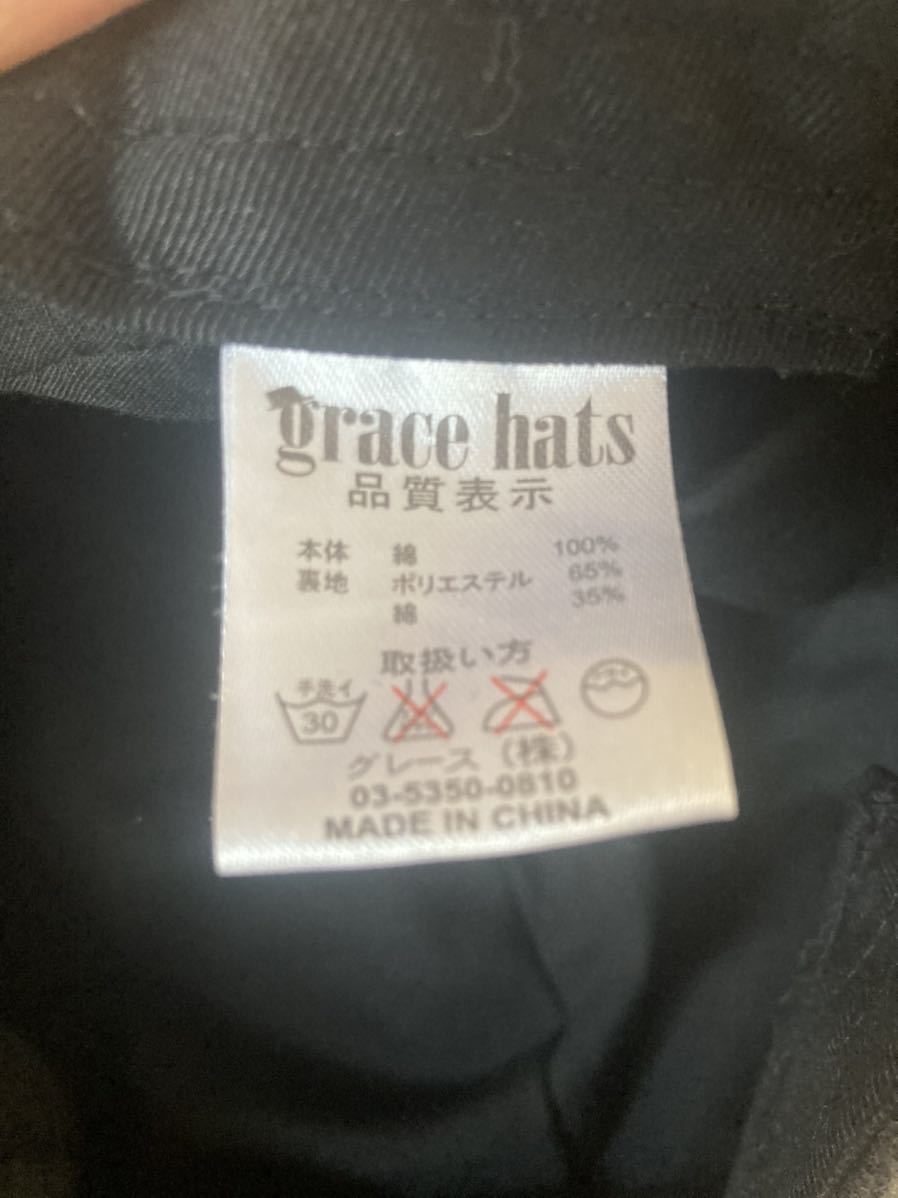 grace hats
品質表示
本体 綿 100%
裏地 ポリエステル 65%
綿 35%
取扱い方
手洗イ
30
グレース (株)
03-5350-0810
MADE IN CHINA